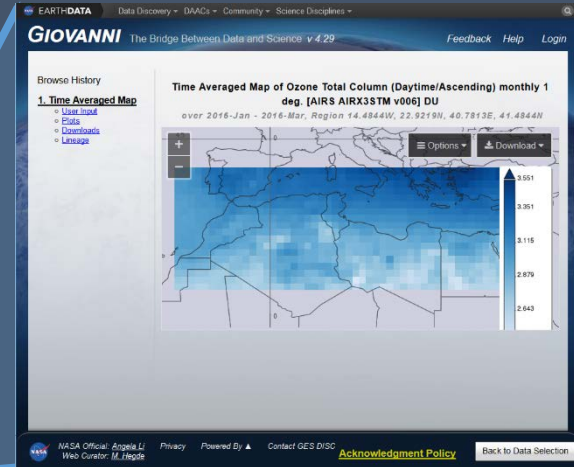 EARTHDATA Data Discovery DAACs Community Science Disciplines
GIOVANNI The Bridge Between Data and Science v 4.29 Feedback Help Login
Browse History
1. Time Averaged Map
User Input
Plots
Downloads
Lineage
Time Averaged Map of Ozone Total Column (Daytime/Ascending) monthly 1
deg. [AIRS AIRX3STM v006] DU
over 2016-Jan - 2016-Mar, Region 14.4844W, 22.9219N, 40.7813E, 41.4844N
+ 0 Options Download
−
3.551
3.351
3.115
2.879
2.643
0
NASA Official: Angela Li Privacy Powered By Contact GES DISC Acknowledgment Policy Back to Data Selection
Web Curator: M. Hegde